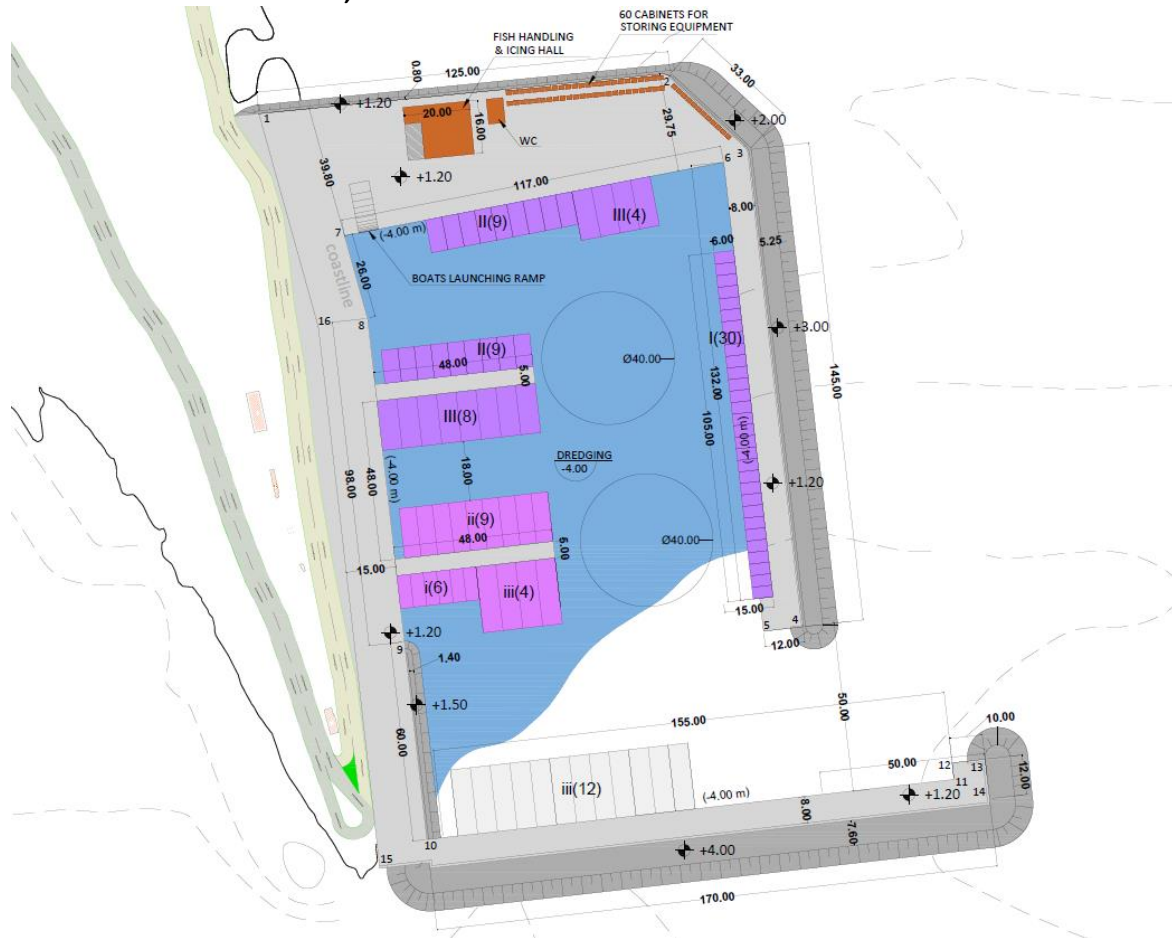 60 CABINETS FOR
STORING EQUIPMENT
FISH HANDLING
& ICING HALL
125.00
0.80
33.00
+1.20
20.00
16.00
WC
1
2
29.75
+2.00
3
6
39.80
+1.20
117.00
II(9)
III(4)
8.00
7
(-4.00 m)
6.00
5.25
BOATS LAUNCHING RAMP
coastline
26.00
16
8
II(9)
48.00
5.00
Ø40.00
I(30)
+3.00
132.00
145.00
III(8)
105.00
(-4.00 m)
DREDGING
-4.00
(-4.00 m)
18.00
48.00
98.00
+1.20
ii(9)
48.00
5.00
Ø40.00
15.00
i(6)
iii(4)
15.00
+1.20
5
4
12.00
9
1.40
+1.50
60.00
155.00
50.00
10.00
50.00
12
13
11
14
12.00
+1.20
iii(12)
(-4.00 m)
8.00
7.60
10
15
+4.00
170.00